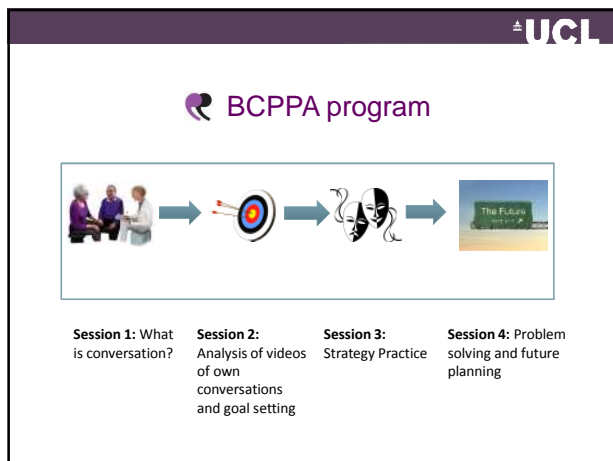 UCL
BCPPA program
The Future
Session 1: What
is conversation?
Session 2:
Analysis of videos
of own
conversations
and goal setting
Session 3:
Strategy Practice
Session 4: Problem
solving and future
planning